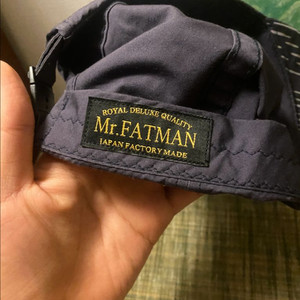 ROYAL DELUXE QUALITY
Mr.FATMAN
JAPAN FACTORY MADE